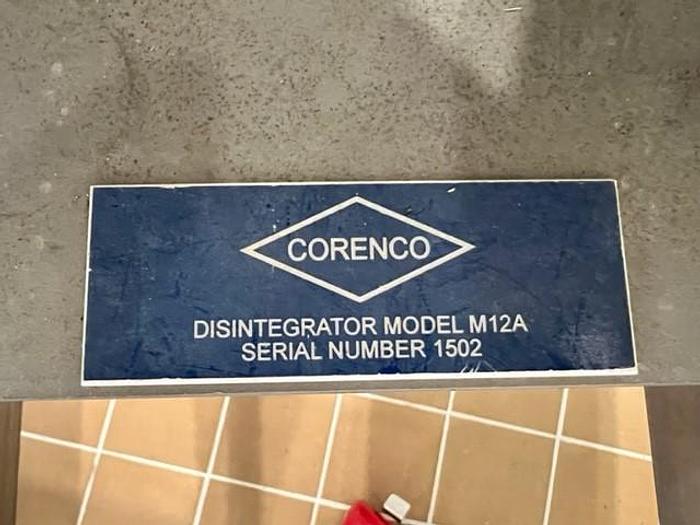 CORENCO
DISINTEGRATOR MODEL M12A
SERIAL NUMBER 1502